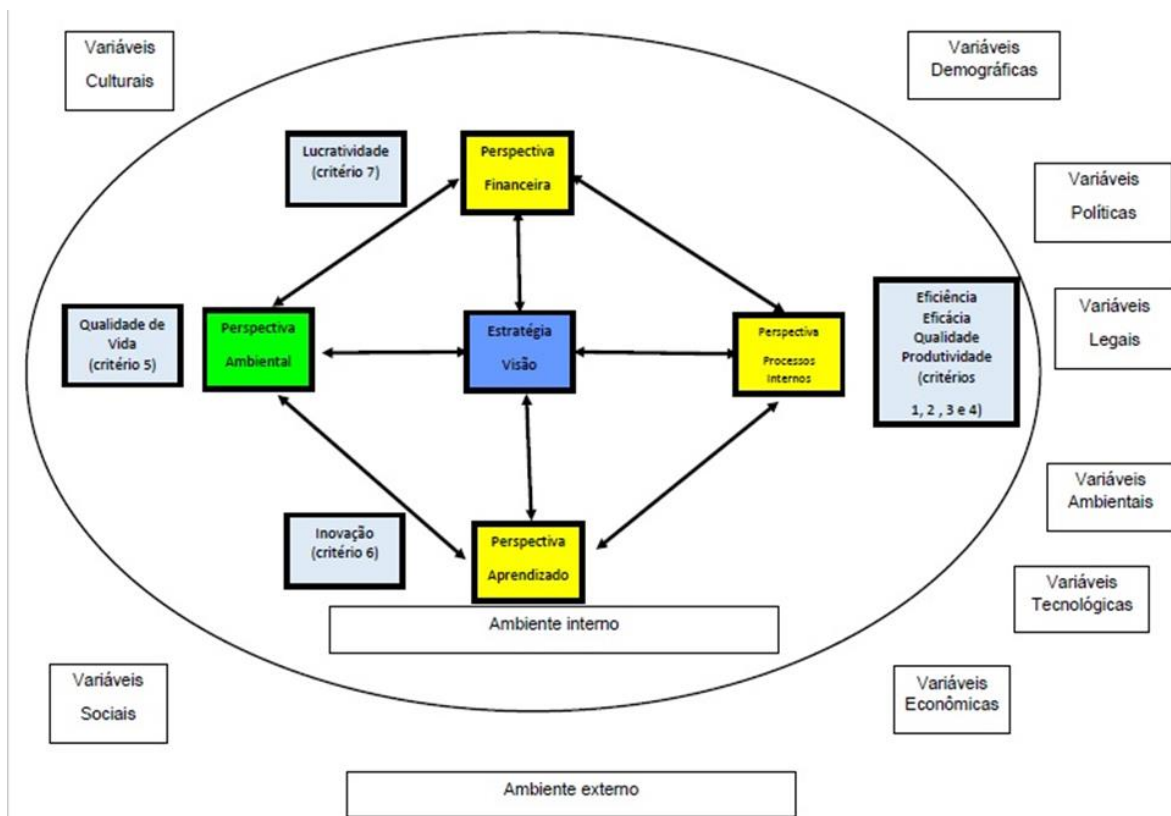 Variáveis
Culturais
Variáveis
Demográficas
Lucratividade
(critério 7)
Perspectiva
Financeira
Variáveis
Políticas
Qualidade de
Vida
(critério 5)
Perspectiva
Ambiental
Estratégia
Visão
Perspectiva
Processos
Internos
Eficiência
Eficácia
Qualidade
Produtividade
(critérios
1, 2 , 3 e 4)
Variáveis
Legais
Variáveis
Ambientais
Inovação
(critério 6)
Perspectiva
Aprendizado
Variáveis
Tecnológicas
Ambiente interno
Variáveis
Sociais
Variáveis
Econômicas
Ambiente externo